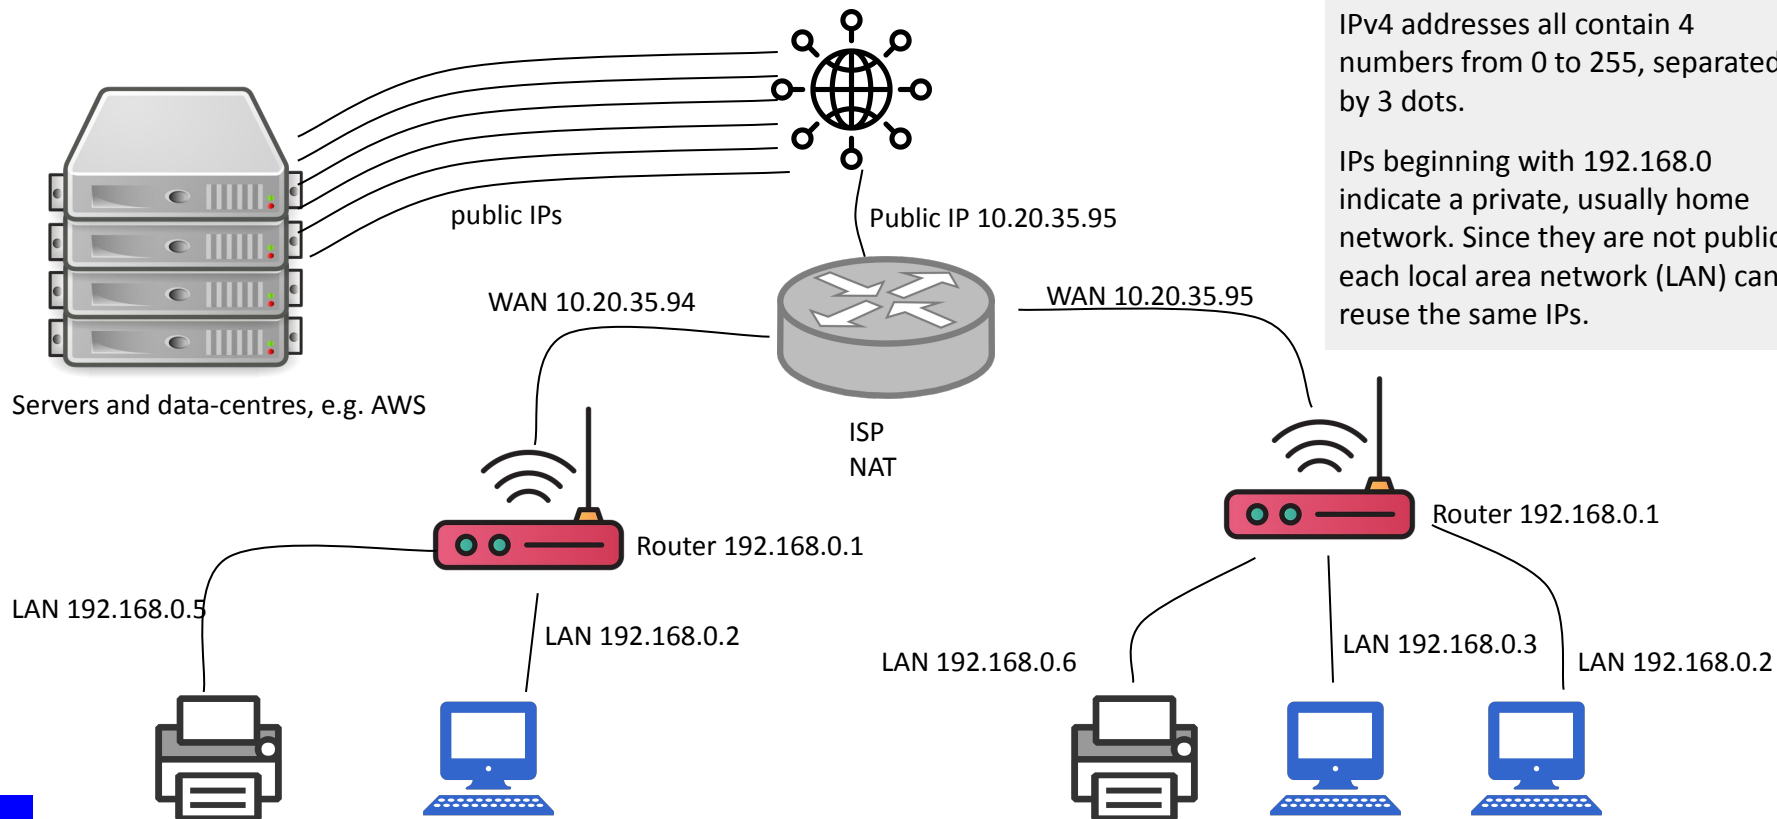 IPv4 addresses all contain 4
numbers from 0 to 255, separated
by 3 dots.
IPs beginning with 192.168.0
indicate a private, usually home
network. Since they are not public
each local area network (LAN) can
reuse the same IPs.
public IPs
Public IP 10.20.35.95
WAN 10.20.35.94
WAN 10.20.35.95
Servers and data-centres, e.g. AWS
ISP
NAT
Router 192.168.0.1
Router 192.168.0.1
LAN 192.168.0.5
LAN 192.168.0.2
LAN 192.168.0.6
LAN 192.168.0.3
LAN 192.168.0.2